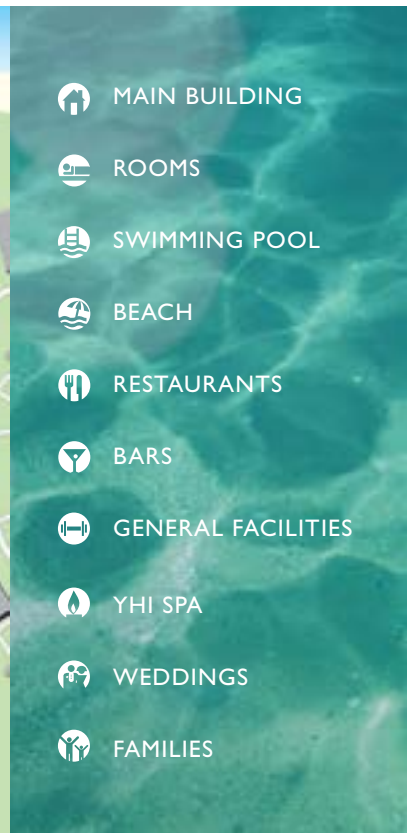 MAIN BUILDING
ROOMS
SWIMMING POOL
BEACH
RESTAURANTS
BARS
GENERAL FACILITIES
YHI SPA
WEDDINGS
FAMILIES